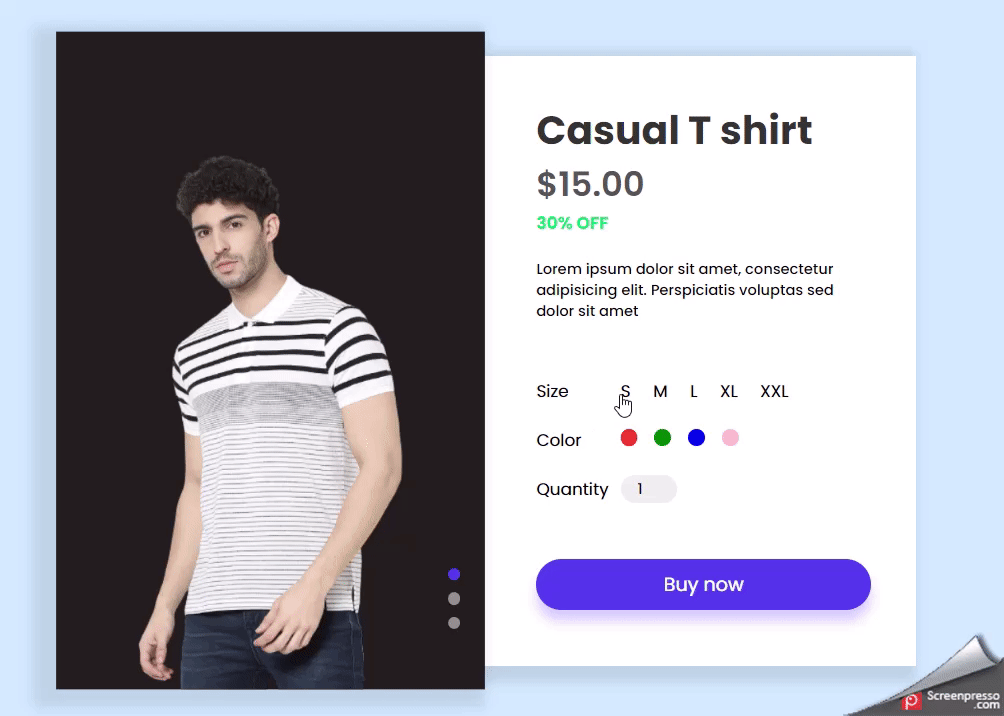 Casual T shirt
$15.00
30% OFF
Lorem ipsum dolor sit amet, consectetur
adipisicing elit. Perspiciatis voluptas sed
dolor sit amet
Size S M L XL XXL
Color
Quantity 1
Buy now
Screenpresso
.com